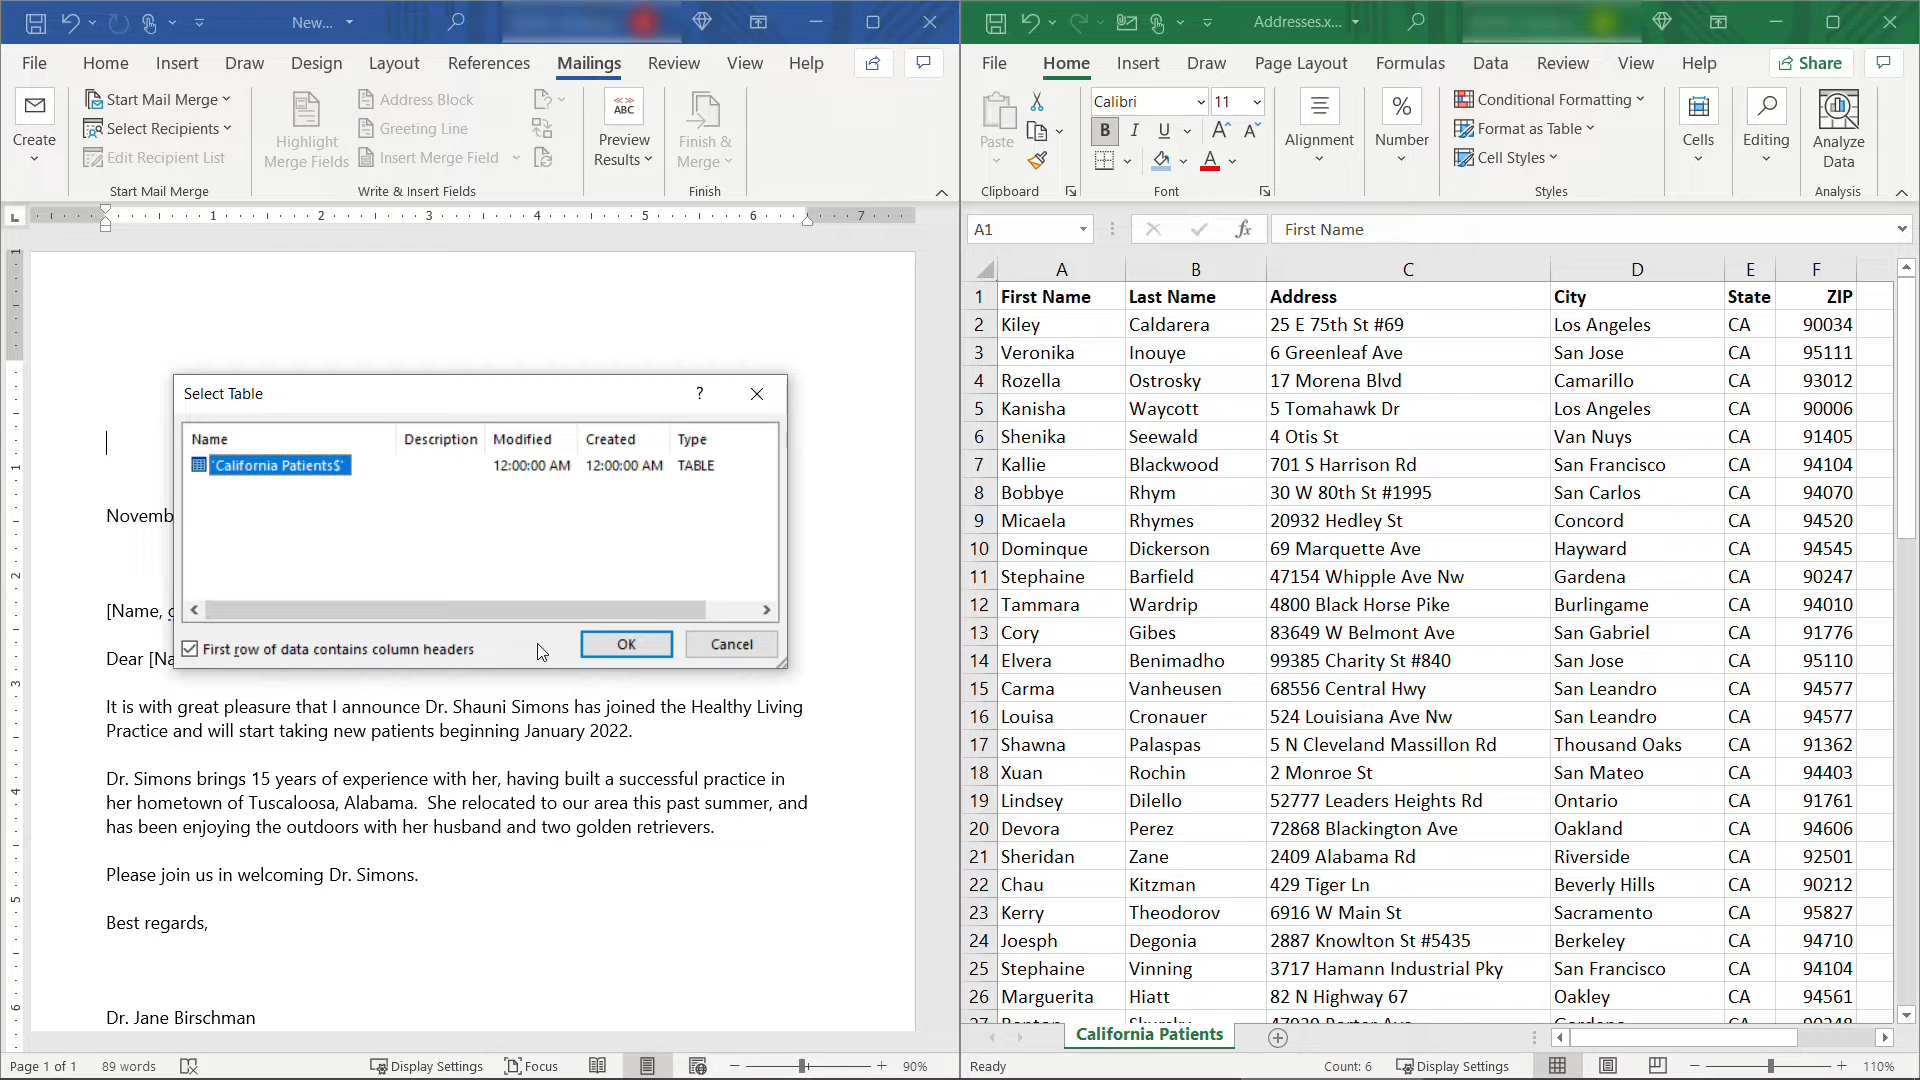 New...
File Home Insert Draw Design Layout References Mailings Review View Help
Create
Start Mail Merge
Select Recipients
Edit Recipient List
Start Mail Merge
Highlight
Merge Fields
Address Block
Greeting Line
Insert Merge Field
Write & Insert Fields
ABC
Preview
Results
Finish &
Merge
Finish
L 1 2 3 4 5 6 7
1
1
2
3
4
5
6
Novemb
[Name,
Dear [Na
It is with great pleasure that I announce Dr. Shauni Simons has joined the Healthy Living
Practice and will start taking new patients beginning January 2022.
Dr. Simons brings 15 years of experience with her, having built a successful practice in
her hometown of Tuscaloosa, Alabama. She relocated to our area this past summer, and
has been enjoying the outdoors with her husband and two golden retrievers.
Please join us in welcoming Dr. Simons.
Best regards,
Dr. Jane Birschman
Select Table ?
Name Description Modified Created Type
'California Patients$' 12:00:00 AM 12:00:00 AM TABLE
First row of data contains column headers
OK Cancel
Page 1 of 1 89 words Display Settings Focus 90%
Addresses.x...
File Home Insert Draw Page Layout Formulas Data Review View Help Share
Paste
Clipboard
Calibri 11
B I U A A
A
Font
Alignment
%
Number
Conditional Formatting
Format as Table
Cell Styles
Styles
Cells
Editing
Analyze
Data
Analysis
A1 fx First Name
A B C D E F
1 First Name Last Name Address City State ZIP
2 Kiley Caldarera 25 E 75th St #69 Los Angeles CA 90034
3 Veronika Inouye 6 Greenleaf Ave San Jose CA 95111
4 Rozella Ostrosky 17 Morena Blvd Camarillo CA 93012
5 Kanisha Waycott 5 Tomahawk Dr Los Angeles CA 90006
6 Shenika Seewald 4 Otis St Van Nuys CA 91405
7 Kallie Blackwood 701 S Harrison Rd San Francisco CA 94104
8 Bobbye Rhym 30 W 80th St #1995 San Carlos CA 94070
9 Micaela Rhymes 20932 Hedley St Concord CA 94520
10 Dominque Dickerson 69 Marquette Ave Hayward CA 94545
11 Stephaine Barfield 47154 Whipple Ave Nw Gardena CA 90247
12 Tammara Wardrip 4800 Black Horse Pike Burlingame CA 94010
13 Cory Gibes 83649 W Belmont Ave San Gabriel CA 91776
14 Elvera Benimadho 99385 Charity St #840 San Jose CA 95110
15 Carma Vanheusen 68556 Central Hwy San Leandro CA 94577
16 Louisa Cronauer 524 Louisiana Ave Nw San Leandro CA 94577
17 Shawna Palaspas 5 N Cleveland Massillon Rd Thousand Oaks CA 91362
18 Xuan Rochin 2 Monroe St San Mateo CA 94403
19 Lindsey Dilello 52777 Leaders Heights Rd Ontario CA 91761
20 Devora Perez 72868 Blackington Ave Oakland CA 94606
21 Sheridan Zane 2409 Alabama Rd Riverside CA 92501
22 Chau Kitzman 429 Tiger Ln Beverly Hills CA 90212
23 Kerry Theodorov 6916 W Main St Sacramento CA 95827
24 Joesph Degonia 2887 Knowlton St #5435 Berkeley CA 94710
25 Stephaine Vinning 3717 Hamann Industrial Pky San Francisco CA 94104
26 Marguerita Hiatt 82 N Highway 67 Oakley CA 94561
California Patients
Ready Count: 6 Display Settings 110%